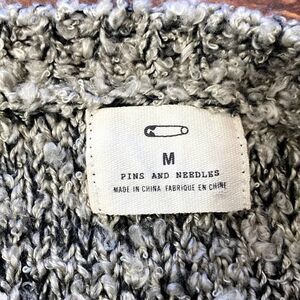 M
PINS AND NEEDLES
MADE IN CHINA FABRIQUE EN CHINE